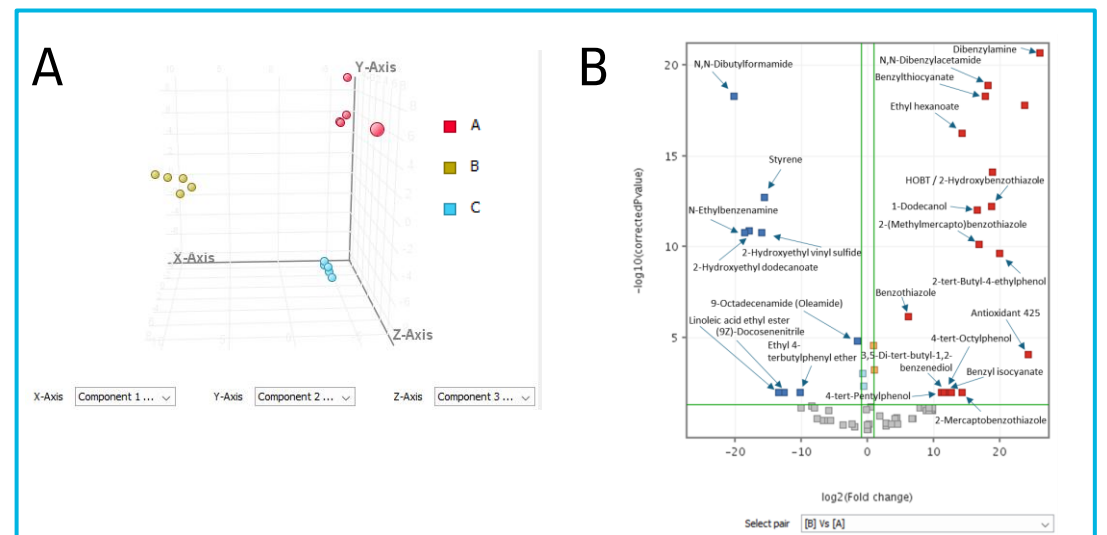 A
Y-Axis
X-Axis
Z-Axis
A
B
C
X-Axis
Component 1 ...
Y-Axis
Component 2 ...
Z-Axis
Component 3 ...
B
-log10(correctedPvalue)
20
15
10
5
-20
-10
0
10
20
log2(Fold change)
N,N-Dibutylformamide
Styrene
N-Ethylbenzenamine
2-Hydroxyethyl vinyl sulfide
2-Hydroxyethyl dodecanoate
9-Octadecenamide (Oleamide)
Linoleic acid ethyl ester
(9Z)-Docosenenitrile
Ethyl 4-
terbutylphenyl ether
Dibenzylamine
N,N-Dibenzylacetamide
Benzylthiocyanate
Ethyl hexanoate
HOBT / 2-Hydroxybenzothiazole
1-Dodecanol
2-(Methylmercapto)benzothiazole
2-tert-Butyl-4-ethylphenol
Benzothiazole
Antioxidant 425
4-tert-Octylphenol
3,5-Di-tert-butyl-1,2-
benzenediol
Benzyl isocyanate
4-tert-Pentylphenol
2-Mercaptobenzothiazole
Select pair
[B] Vs [A]